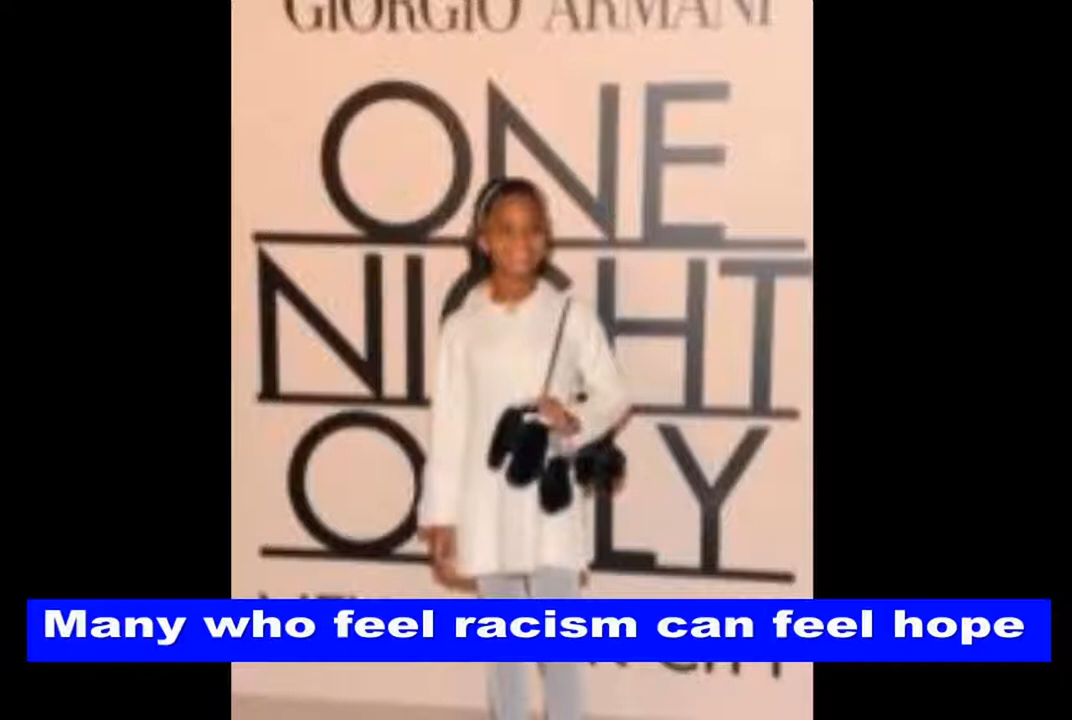 GIORGIO ARMANI
ONE
NIGHT
ONLY
Many who feel racism can feel hope